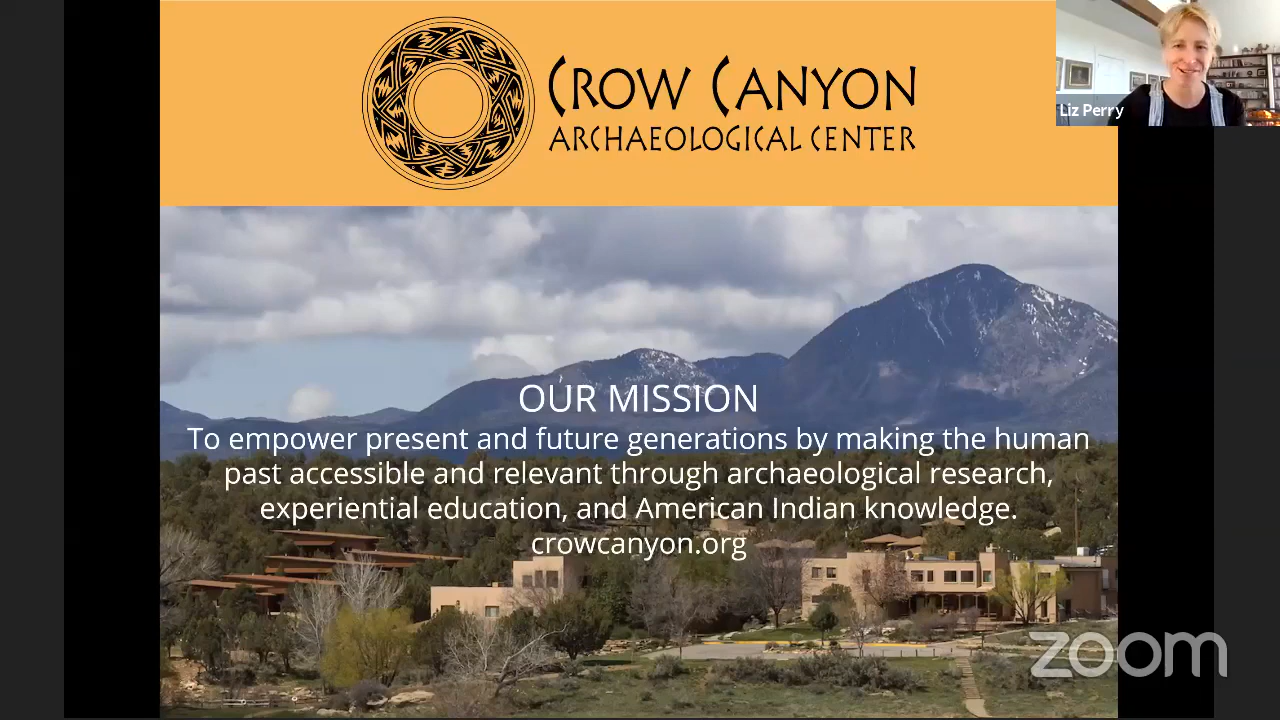 CROW CANYON
ARCHAEOLOGICAL CENTER
Liz Perry
OUR MISSION
To empower present and future generations by making the human
past accessible and relevant through archaeological research,
experiential education, and American Indian knowledge.
crowcanyon.org
zoom